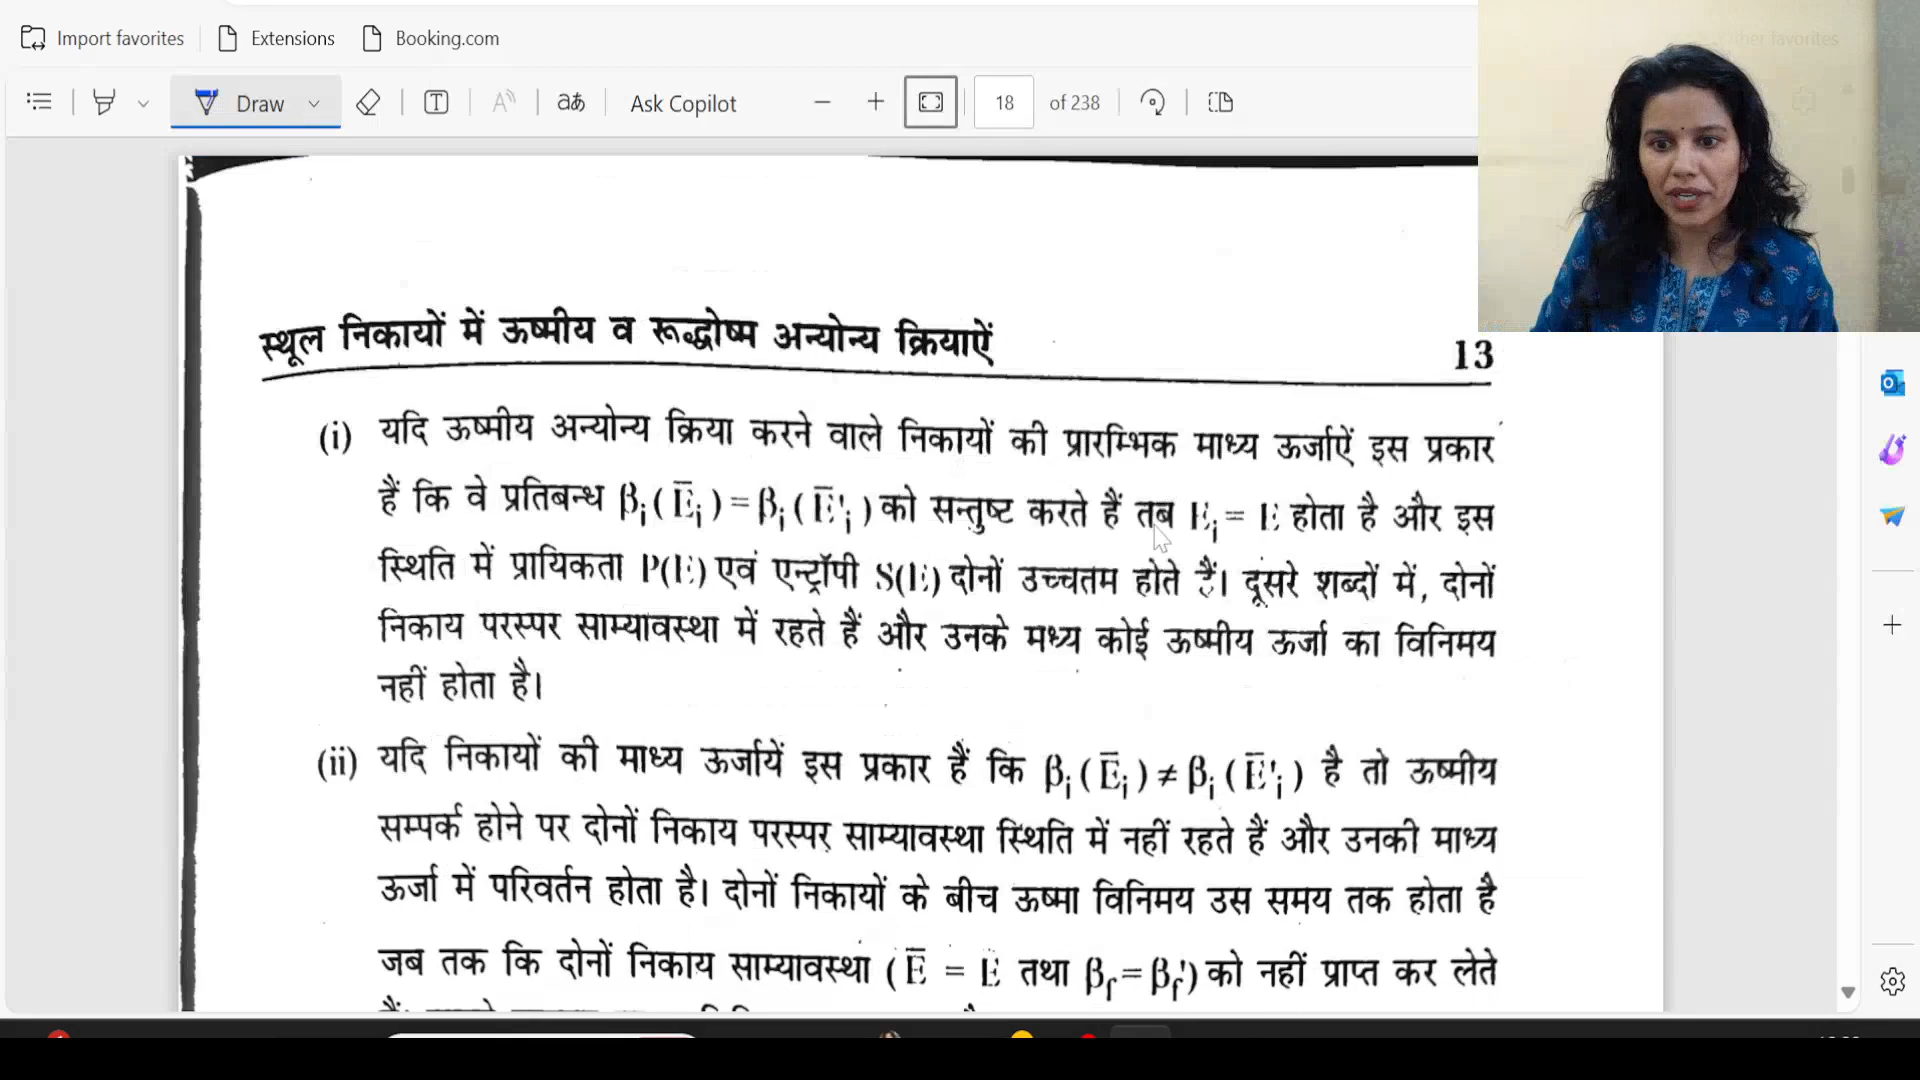 Import favorites
Extensions
Booking.com
Other favorites
Draw
Ask Copilot
18
of 238
स्थूल निकायों में ऊष्मीय व रूद्धोष्म अन्योन्य क्रियाऐं
13
(i) यदि ऊष्मीय अन्योन्य क्रिया करने वाले निकायों की प्रारम्भिक माध्य ऊर्जाऐं इस प्रकार
हैं कि वे प्रतिबन्ध βi(E̅i) = βi(E̅'i) को सन्तुष्ट करते हैं तब Ei = E होता है और इस
स्थिति में प्रायिकता P(E) एवं एन्ट्रॉपी S(E) दोनों उच्चतम होते हैं। दूसरे शब्दों में, दोनों
निकाय परस्पर साम्यावस्था में रहते हैं और उनके मध्य कोई ऊष्मीय ऊर्जा का विनिमय
नहीं होता है।
(ii) यदि निकायों की माध्य ऊर्जायें इस प्रकार हैं कि βi(E̅i) ≠ βi(E̅'i) है तो ऊष्मीय
सम्पर्क होने पर दोनों निकाय परस्पर साम्यावस्था स्थिति में नहीं रहते हैं और उनकी माध्य
ऊर्जा में परिवर्तन होता है। दोनों निकायों के बीच ऊष्मा विनिमय उस समय तक होता है
जब तक कि दोनों निकाय साम्यावस्था (E̅ = E तथा βf = βf') को नहीं प्राप्त कर लेते